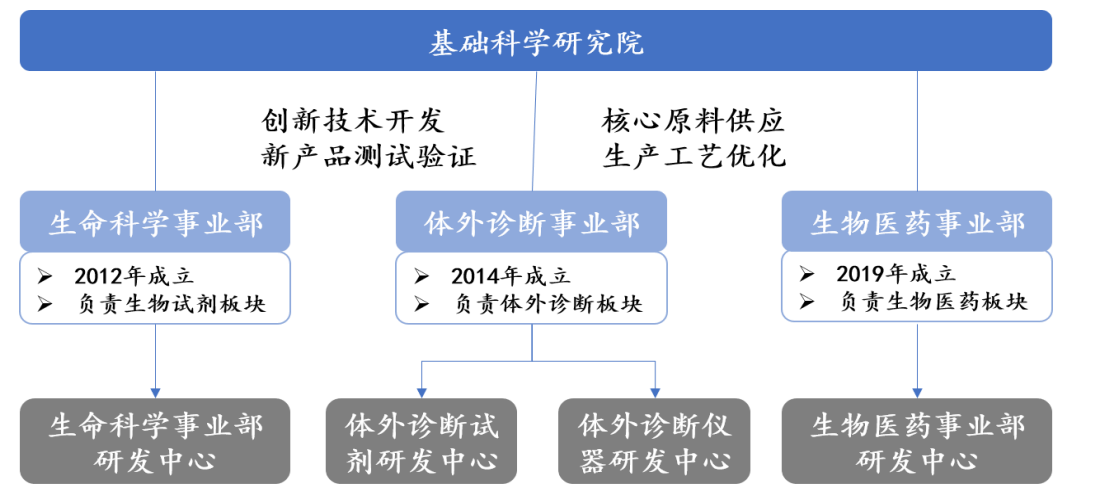 基础科学研究院
创新技术开发
新产品测试验证
核心原料供应
生产工艺优化
生命科学事业部
➢ 2012年成立
➢ 负责生物试剂板块
体外诊断事业部
➢ 2014年成立
➢ 负责体外诊断板块
生物医药事业部
➢ 2019年成立
➢ 负责生物医药板块
生命科学事业部
研发中心
体外诊断试
剂研发中心
体外诊断仪
器研发中心
生物医药事业部
研发中心